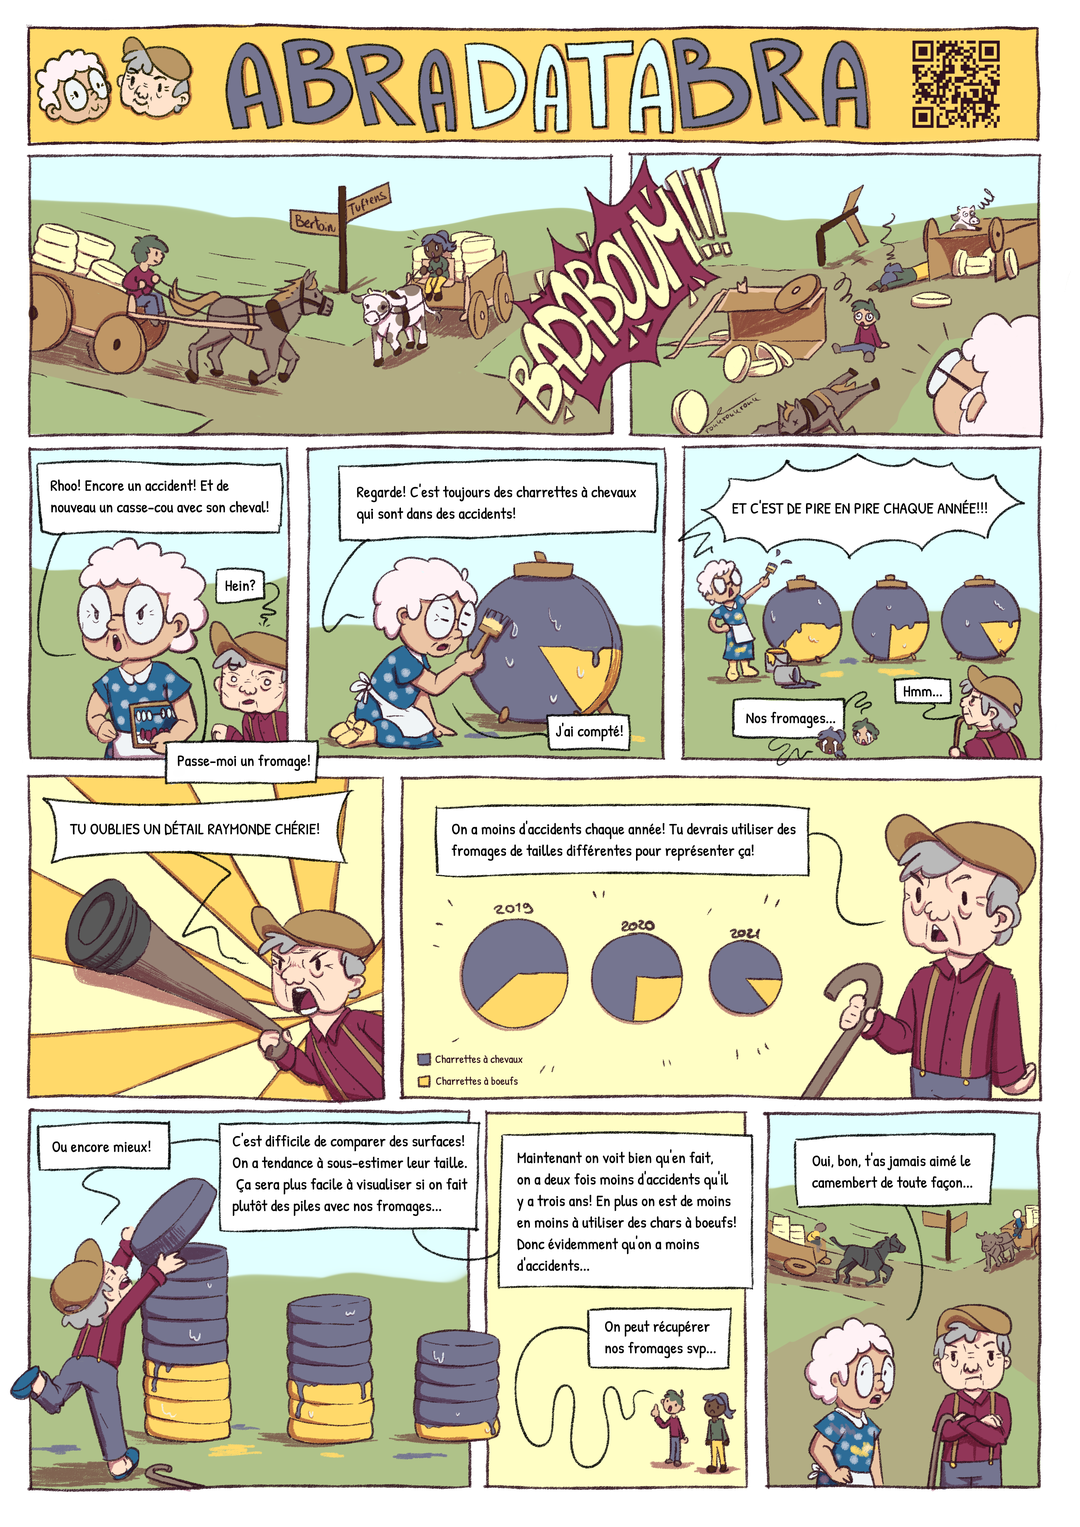 ABRADATABRA
Bertain
Tuftens
BADABOUM!!!
ronkronkronk
Rhoo! Encore un accident! Et de
nouveau un casse-cou avec son cheval!
Hein?
Passe-moi un fromage!
Regarde! C'est toujours des charrettes à chevaux
qui sont dans des accidents!
J'ai compté!
ET C'EST DE PIRE EN PIRE CHAQUE ANNÉE!!!
Nos fromages...
Hmm...
TU OUBLIES UN DÉTAIL RAYMONDE CHÉRIE!
On a moins d'accidents chaque année! Tu devrais utiliser des
fromages de tailles différentes pour représenter ça!
2019
2020
2021
Charrettes à chevaux
Charrettes à boeufs
Ou encore mieux!
C'est difficile de comparer des surfaces!
On a tendance à sous-estimer leur taille.
Ça sera plus facile à visualiser si on fait
plutôt des piles avec nos fromages...
Maintenant on voit bien qu'en fait,
on a deux fois moins d'accidents qu'il
y a trois ans! En plus on est de moins
en moins à utiliser des chars à boeufs!
Donc évidemment qu'on a moins
d'accidents...
On peut récupérer
nos fromages svp...
Oui, bon, t'as jamais aimé le
camembert de toute façon...